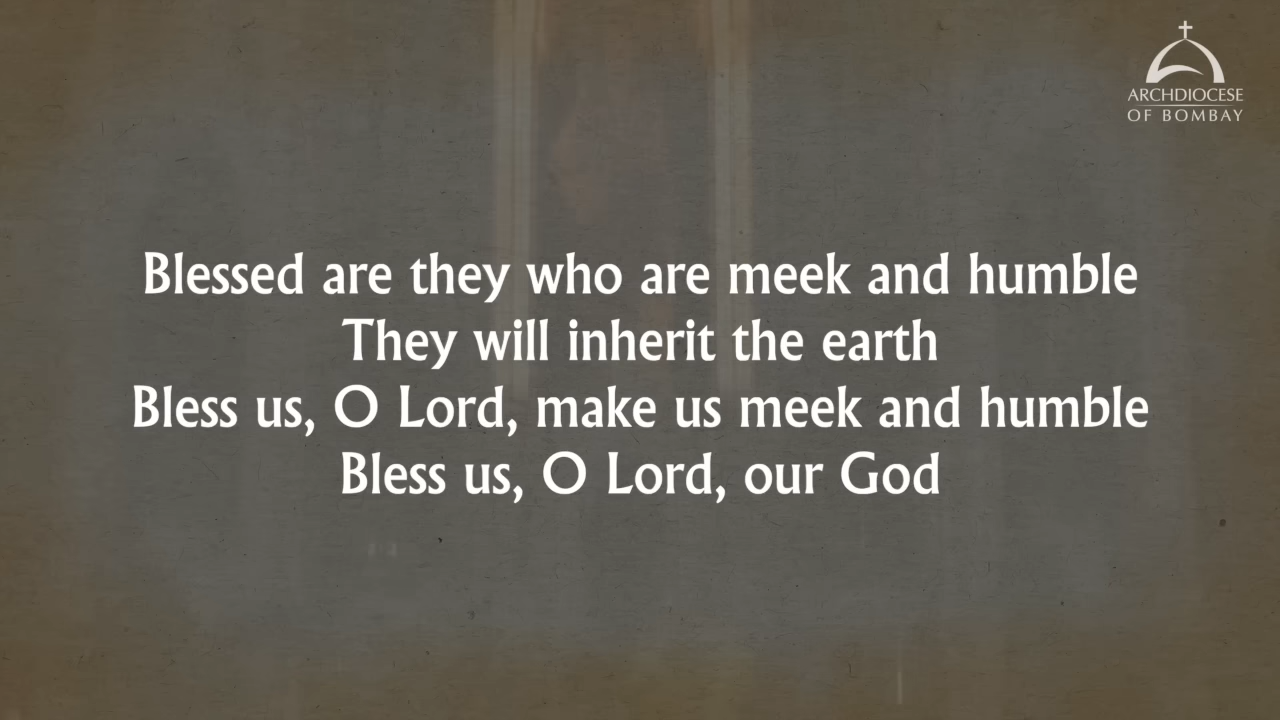 ARCHDIOCESE
OF BOMBAY
Blessed are they who are meek and humble
They will inherit the earth
Bless us, O Lord, make us meek and humble
Bless us, O Lord, our God